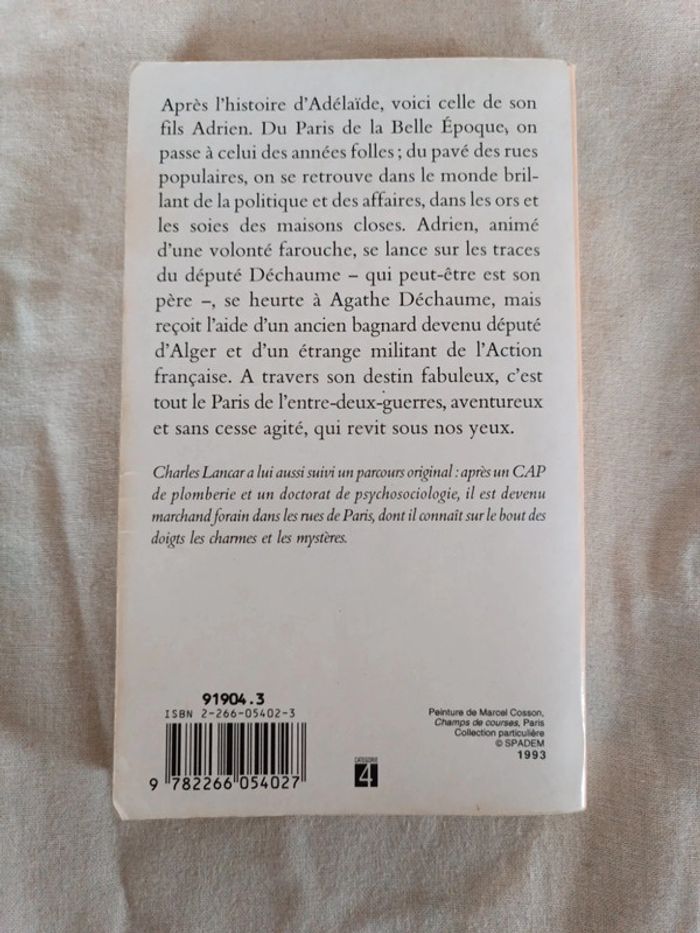 Après l'histoire d'Adélaïde, voici celle de son
fils Adrien. Du Paris de la Belle Époque, on
passe à celui des années folles ; du pavé des rues
populaires, on se retrouve dans le monde bril-
lant de la politique et des affaires, dans les ors et
les soies des maisons closes. Adrien, animé
d'une volonté farouche, se lance sur les traces
du député Déchaume – qui peut-être est son
père –, se heurte à Agathe Déchaume, mais
reçoit l'aide d'un ancien bagnard devenu député
d'Alger et d'un étrange militant de l'Action
française. A travers son destin fabuleux, c'est
tout le Paris de l'entre-deux-guerres, aventureux
et sans cesse agité, qui revit sous nos yeux.
Charles Lancar a lui aussi suivi un parcours original : après un CAP
de plomberie et un doctorat de psychosociologie, il est devenu
marchand forain dans les rues de Paris, dont il connaît sur le bout des
doigts les charmes et les mystères.
91904.3
ISBN 2-266-05402-3
9 782266 054027
CATEGORIE
4
Peinture de Marcel Cosson,
Champs de courses, Paris
Collection particulière
© SPADEM
1993